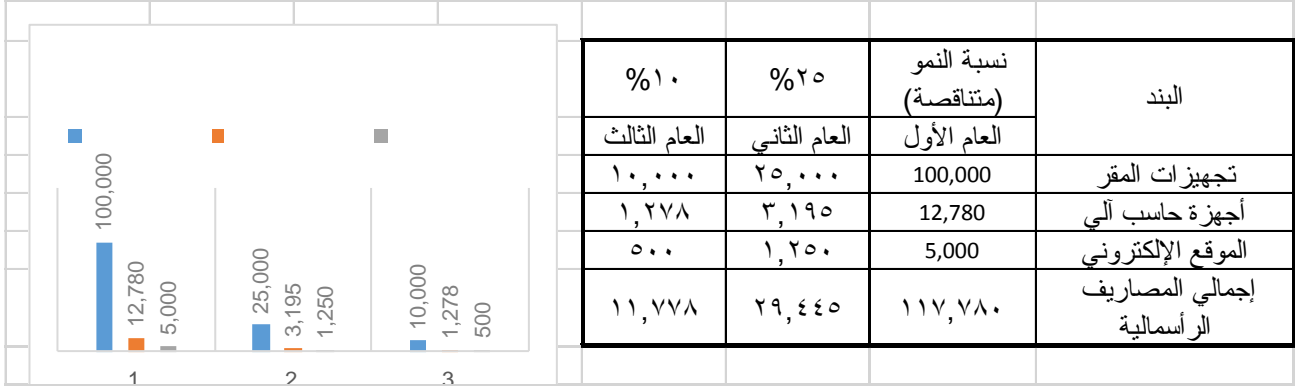 البند
نسبة النمو
(متناقصة)
%٢٥
%١٠
العام الأول
العام الثاني
العام الثالث
تجهيزات المقر
100,000
٢٥,٠٠٠
١٠,٠٠٠
أجهزة حاسب آلي
12,780
٣,١٩٥
١,٢٧٨
الموقع الإلكتروني
5,000
١,٢٥٠
٥٠٠
إجمالي المصاريف
الرأسمالية
١١٧,٧٨٠
٢٩,٤٤٥
١١,٧٧٨
100,000
12,780
5,000
25,000
3,195
1,250
10,000
1,278
500
1
2
3